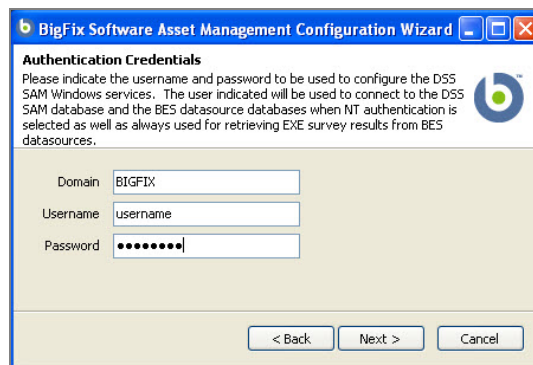 BigFix Software Asset Management Configuration Wizard
Authentication Credentials
Please indicate the username and password to be used to configure the DSS
SAM Windows services. The user indicated will be used to connect to the DSS
SAM database and the BES datasource databases when NT authentication is
selected as well as always used for retrieving EXE survey results from BES
datasources.
Domain BIGFIX
Username username
Password ••••••••
< Back Next > Cancel